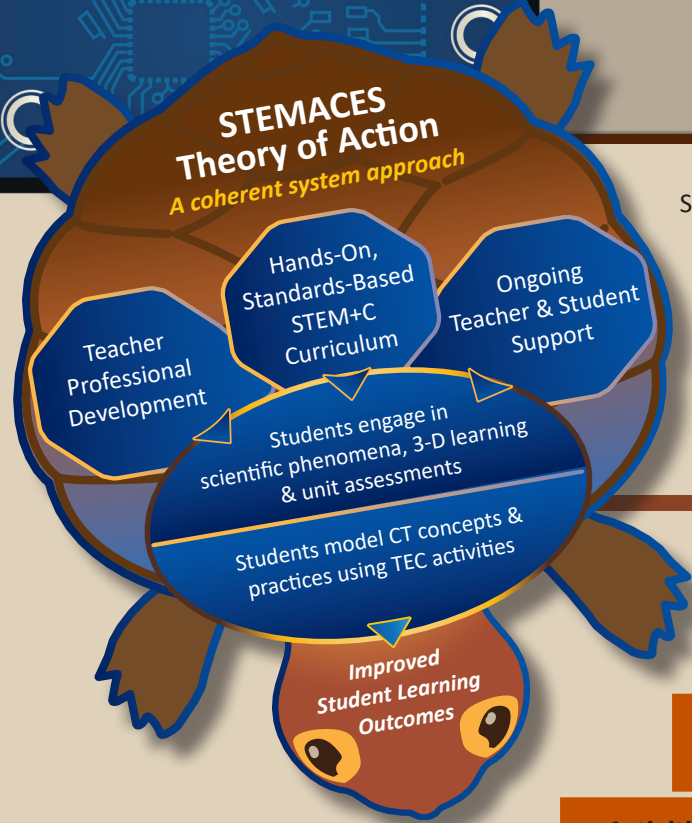 STEMACES
Theory of Action
A coherent system approach
Teacher
Professional
Development
Hands-On,
Standards-Based
STEM+C
Curriculum
Ongoing
Teacher & Student
Support
Students engage in
scientific phenomena, 3-D learning
& unit assessments
Students model CT concepts &
practices using TEC activities
Improved
Student Learning
Outcomes
S